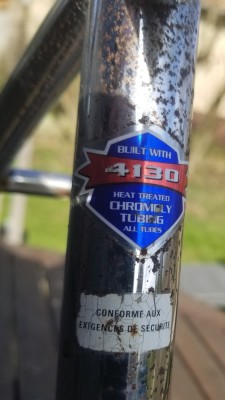 BUILT WITH
4130
HEAT TREATED
CHROMOLY
TUBING
ALL TUBES
CONFORME AUX
EXIGENCES DE SÉCURITÉ